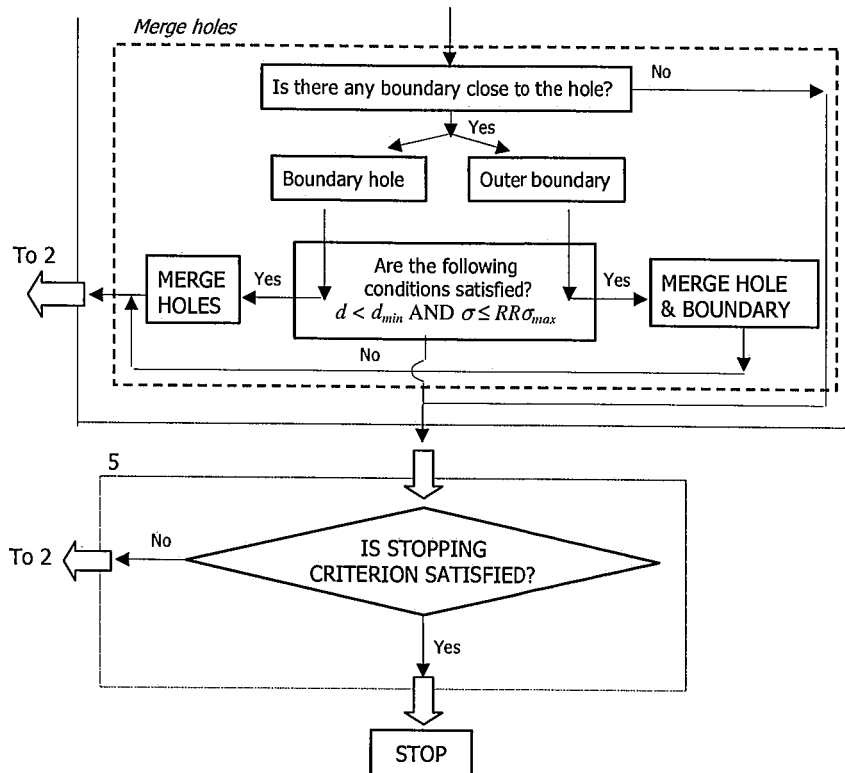 Merge holes
Is there any boundary close to the hole?
No
Yes
Boundary hole
Outer boundary
To 2
MERGE
HOLES
Yes
Are the following
conditions satisfied?
d < d_min AND σ ≤ RRσ_max
Yes
MERGE HOLE
& BOUNDARY
No
5
To 2
No
IS STOPPING
CRITERION SATISFIED?
Yes
STOP